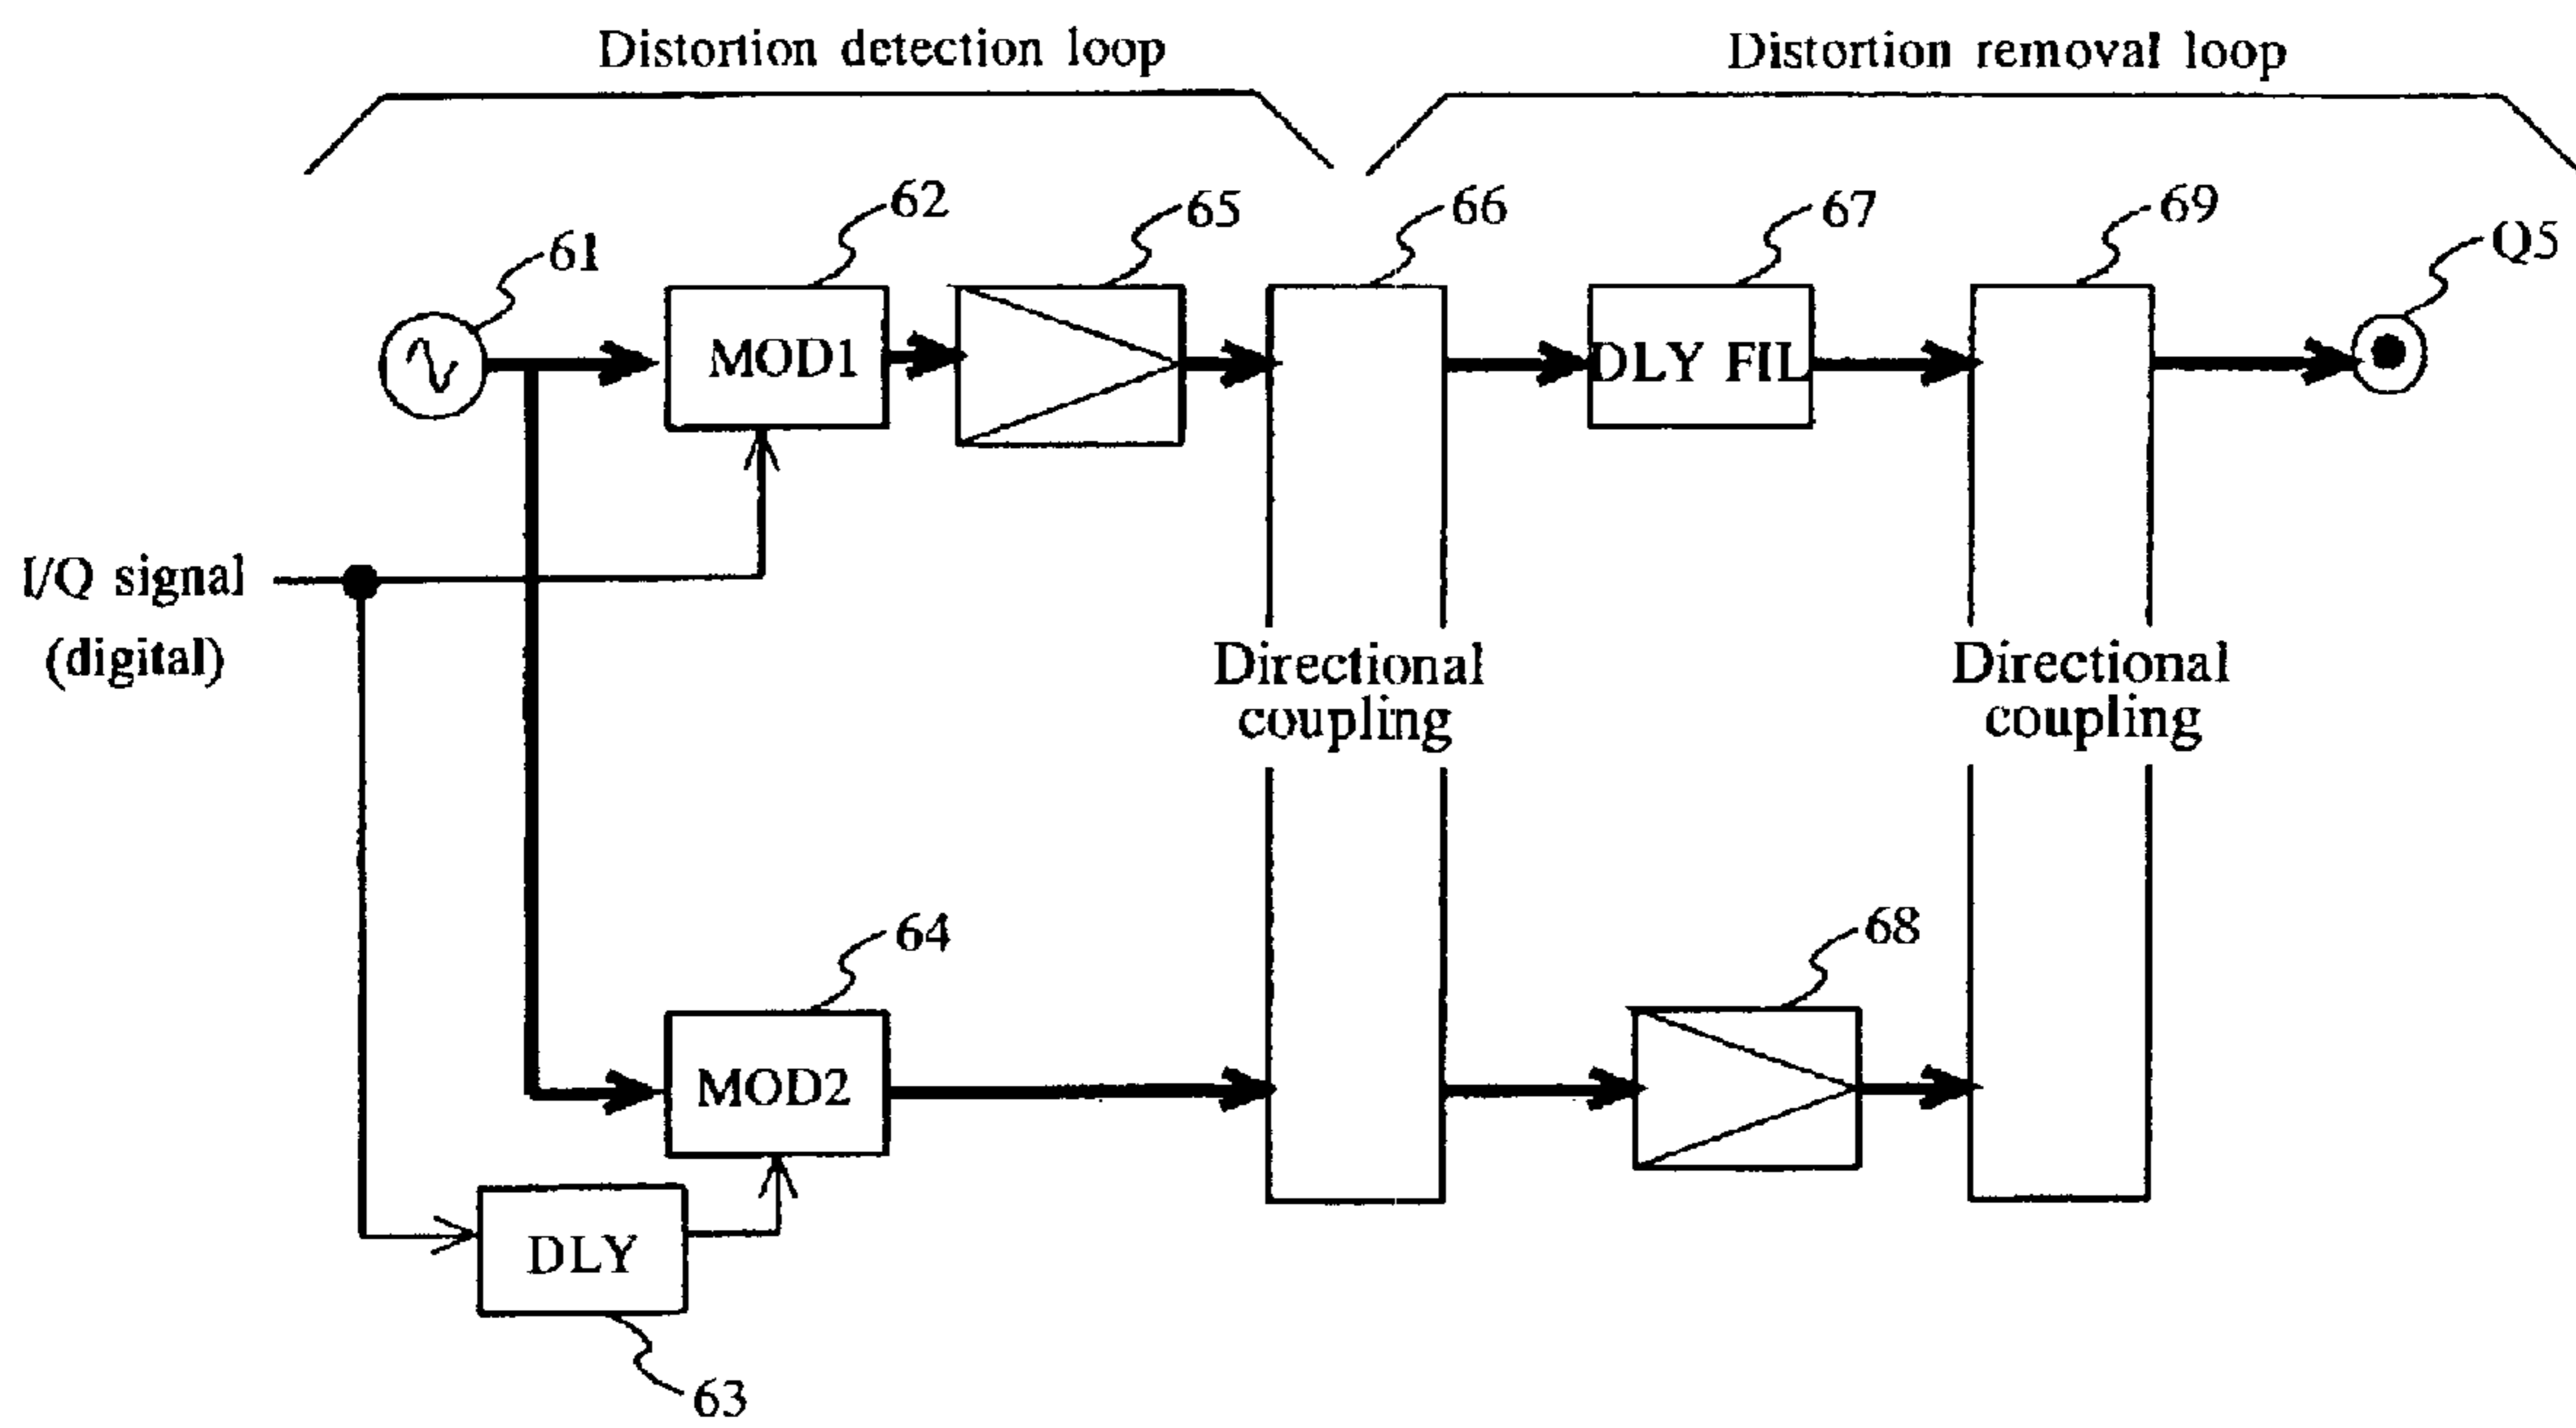 Distortion detection loop
Distortion removal loop
61
62
65
66
67
69
Q5
MOD1
DLY FIL
I/Q signal
(digital)
Directional
coupling
Directional
coupling
64
68
MOD2
DLY
63